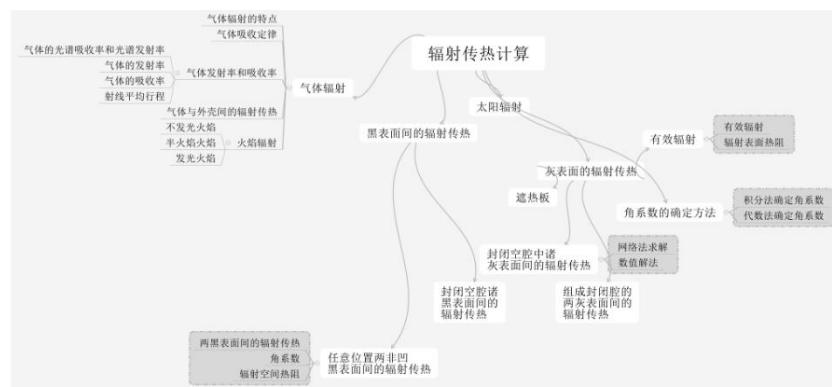 辐射传热计算
气体辐射的特点
气体吸收定律
气体的光谱吸收率和光谱发射率
气体的发射率
气体的吸收率
射线平均行程
气体发射率和吸收率
气体辐射
气体与外壳间的辐射传热
不发光火焰
半火焰火焰
发光火焰
火焰辐射
太阳辐射
黑表面间的辐射传热
有效辐射
有效辐射
辐射表面热阻
灰表面的辐射传热
遮热板
角系数的确定方法
积分法确定角系数
代数法确定角系数
封闭空腔中诸
灰表面间的辐射传热
网络法求解
数值解法
封闭空腔诸
黑表面间的
辐射传热
组成封闭腔的
两灰表面间的
辐射传热
两黑表面间的辐射传热
角系数
辐射空间热阻
任意位置两非凹
黑表面间的辐射传热